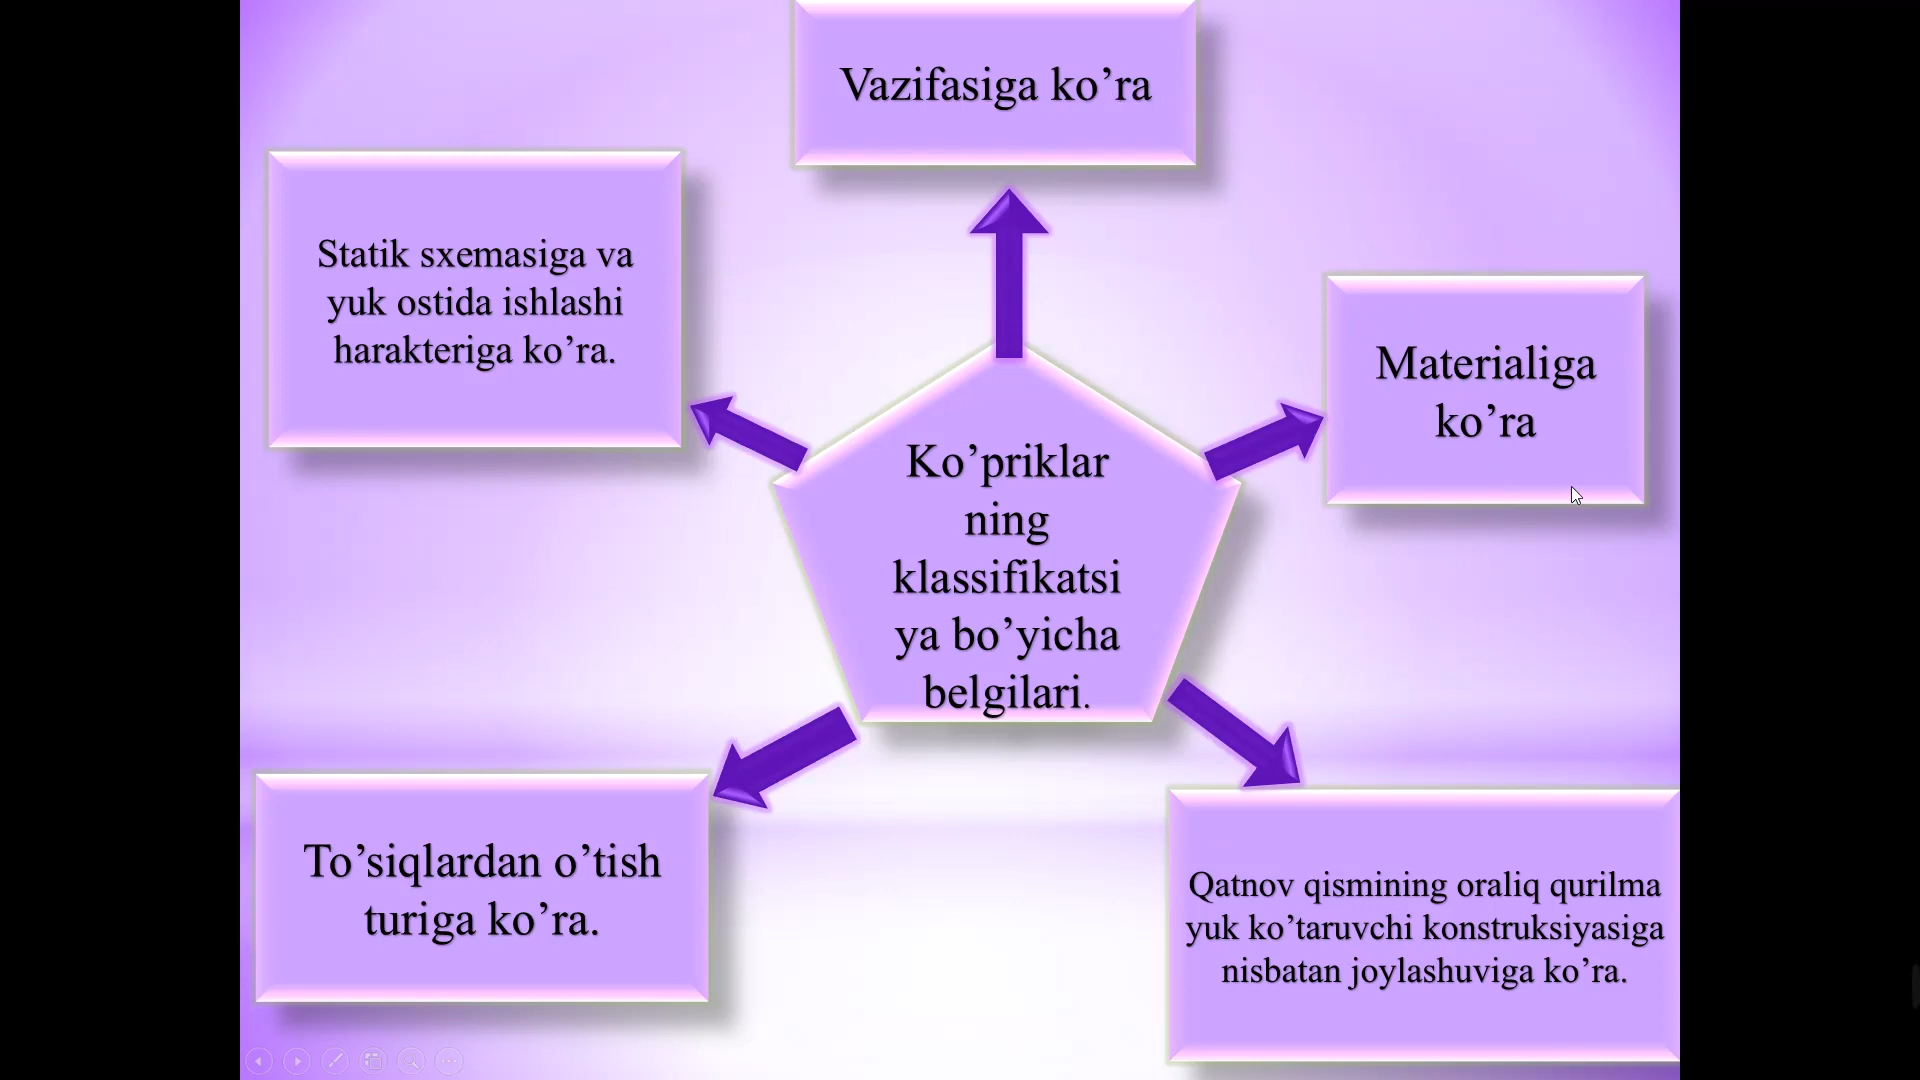 Vazifasiga ko’ra
Statik sxemasiga va
yuk ostida ishlashi
harakteriga ko’ra.
Materialiga
ko’ra
Ko’priklar
ning
klassifikatsi
ya bo’yicha
belgilari.
To’siqlardan o’tish
turiga ko’ra.
Qatnov qismining oraliq qurilma
yuk ko’taruvchi konstruksiyasiga
nisbatan joylashuviga ko’ra.